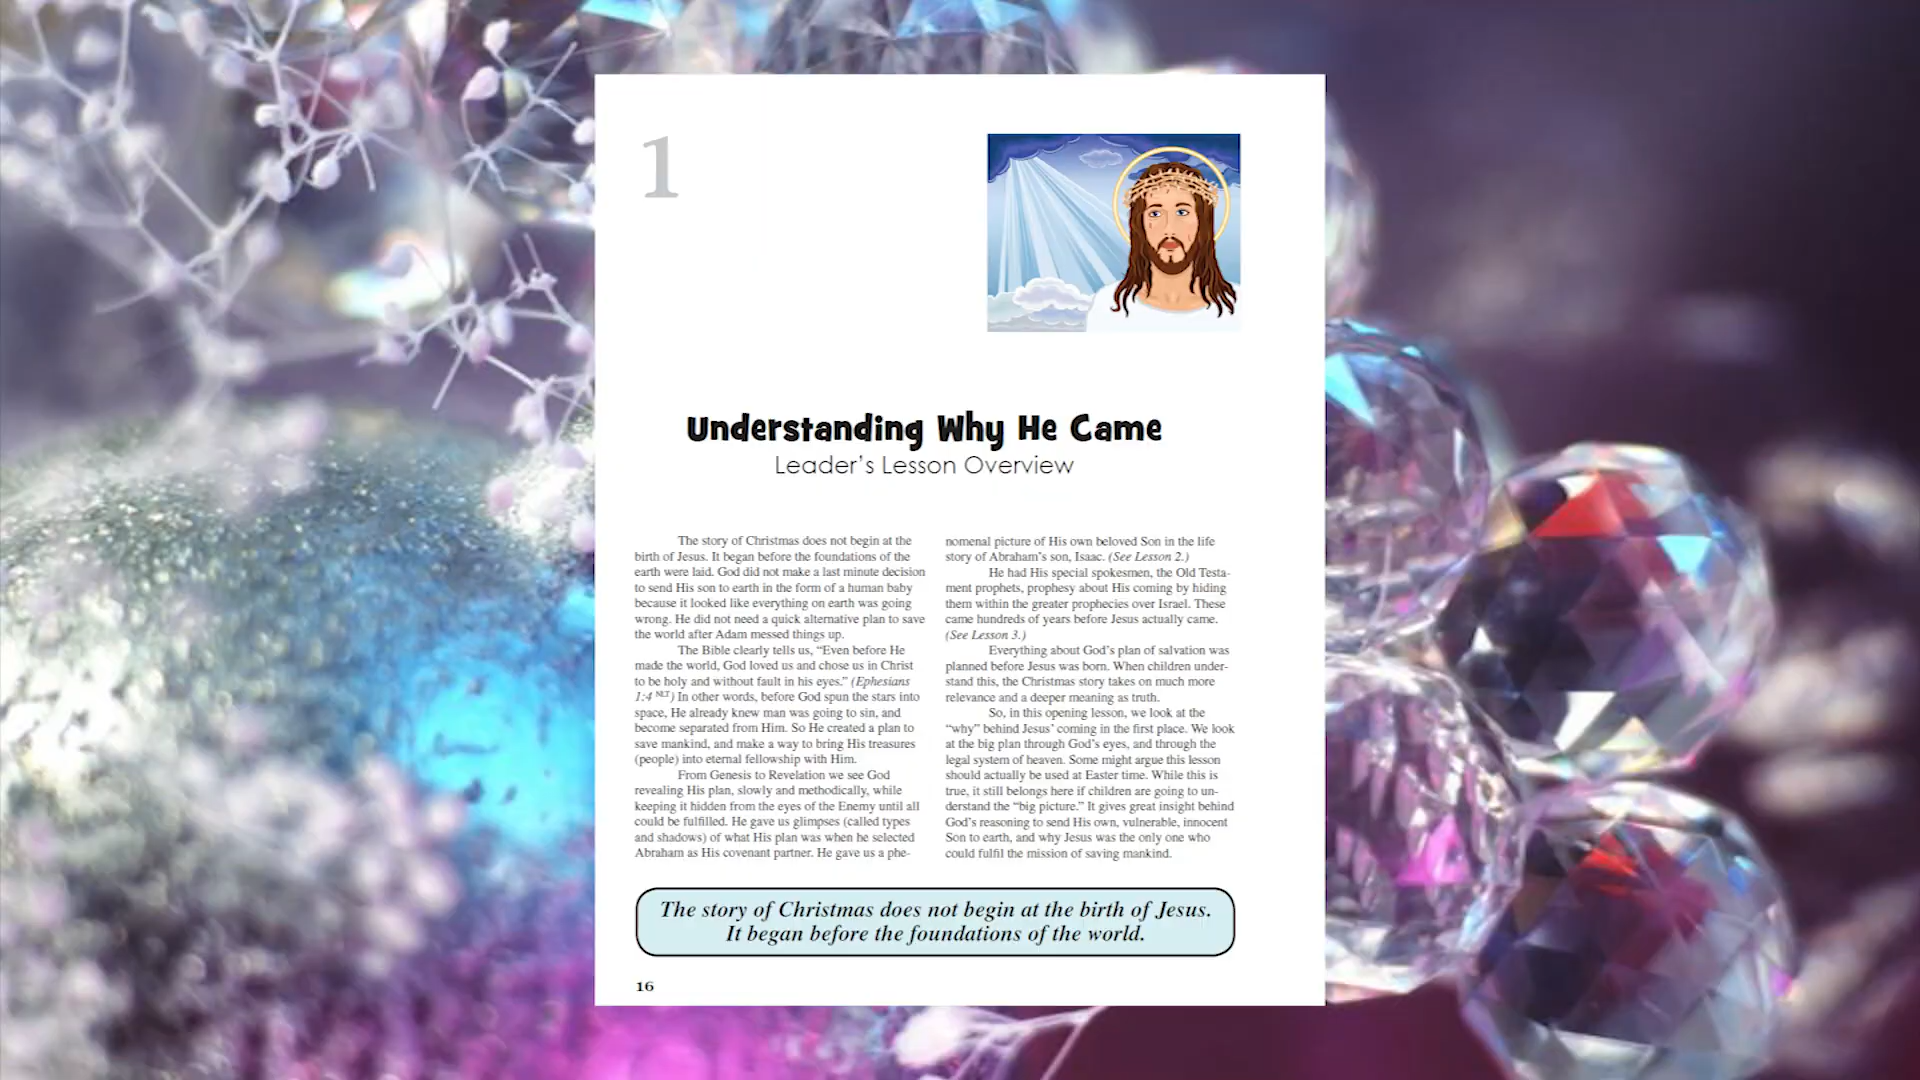 1
Understanding Why He Came
Leader's Lesson Overview
The story of Christmas does not begin at the
birth of Jesus. It began before the foundations of the
earth were laid. God did not make a last minute decision
to send His son to earth in the form of a human baby
because it looked like everything on earth was going
wrong. He did not need a quick alternative plan to save
the world after Adam messed things up.
The Bible clearly tells us, “Even before He
made the world, God loved us and chose us in Christ
to be holy and without fault in his eyes.” (Ephesians
1:4 NLT) In other words, before God spun the stars into
space, He already knew man was going to sin, and
become separated from Him. So He created a plan to
save mankind, and make a way to bring His treasures
(people) into eternal fellowship with Him.
From Genesis to Revelation we see God
revealing His plan, slowly and methodically, while
keeping it hidden from the eyes of the Enemy until all
could be fulfilled. He gave us glimpses (called types
and shadows) of what His plan was when he selected
Abraham as His covenant partner. He gave us a phe-
nomenal picture of His own beloved Son in the life
story of Abraham's son, Isaac. (See Lesson 2.)
He had His special spokesmen, the Old Testa-
ment prophets, prophesy about His coming by hiding
them within the greater prophecies over Israel. These
came hundreds of years before Jesus actually came.
(See Lesson 3.)
Everything about God's plan of salvation was
planned before Jesus was born. When children under-
stand this, the Christmas story takes on much more
relevance and a deeper meaning as truth.
So, in this opening lesson, we look at the
“why” behind Jesus' coming in the first place. We look
at the big plan through God's eyes, and through the
legal system of heaven. Some might argue this lesson
should actually be used at Easter time. While this is
true, it still belongs here if children are going to un-
derstand the “big picture.” It gives great insight behind
God's reasoning to send His own, vulnerable, innocent
Son to earth, and why Jesus was the only one who
could fulfil the mission of saving mankind.
The story of Christmas does not begin at the birth of Jesus.
It began before the foundations of the world.
16